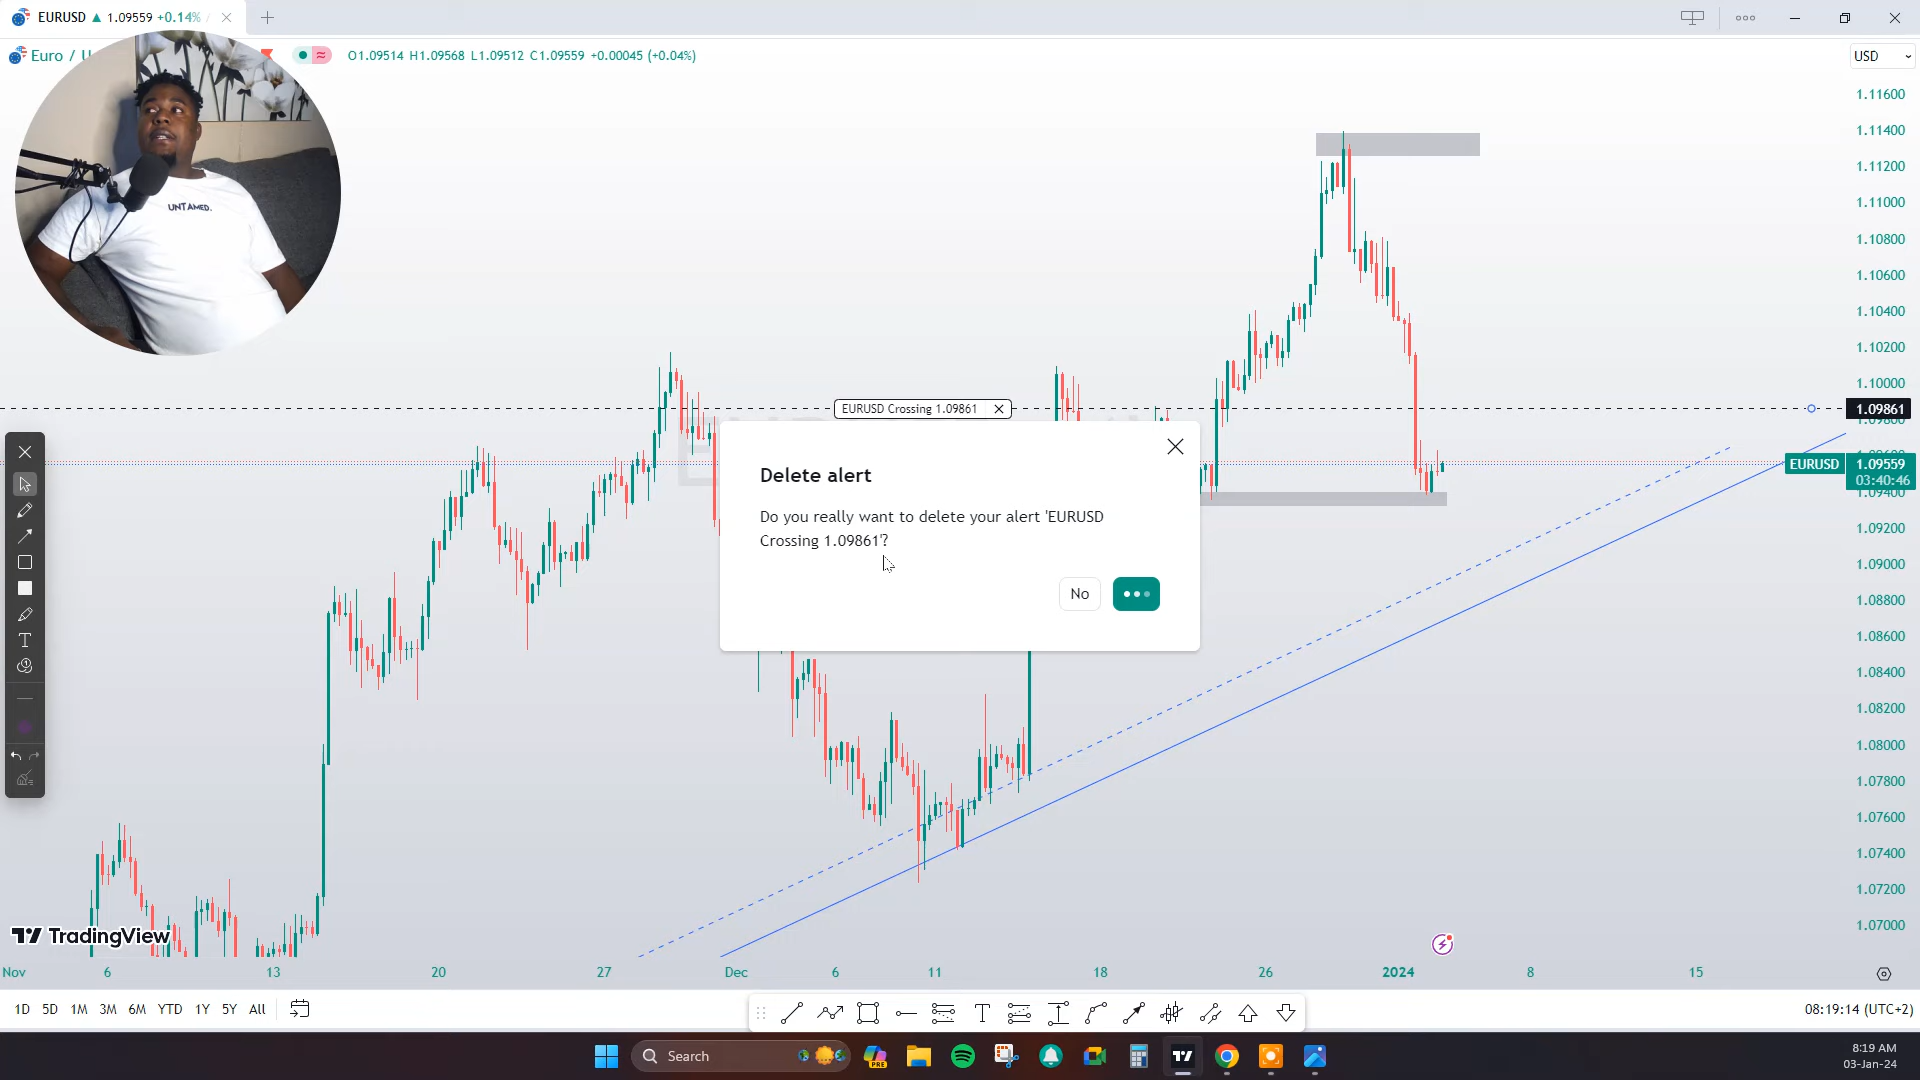 EURUSD ▲ 1.09559 +0.14% /
Euro / U
O1.09514 H1.09568 L1.09512 C1.09559 +0.00045 (+0.04%)
USD
UNTAMED.
1.11600
1.11400
1.11200
1.11000
1.10800
1.10600
1.10400
1.10200
1.10000
EURUSD Crossing 1.09861
1.09861
1.09800
EURUSD 1.09559
03:40:46
1.09400
1.09200
1.09000
1.08800
1.08600
1.08400
1.08200
1.08000
1.07800
1.07600
1.07400
1.07200
1.07000
Delete alert
Do you really want to delete your alert 'EURUSD
Crossing 1.09861'?
No
TradingView
Nov 6 13 20 27 Dec 6 11 18 26 2024 8 15
1D 5D 1M 3M 6M YTD 1Y 5Y All
08:19:14 (UTC+2)
Search
PRE
8:19 AM
03-Jan-24